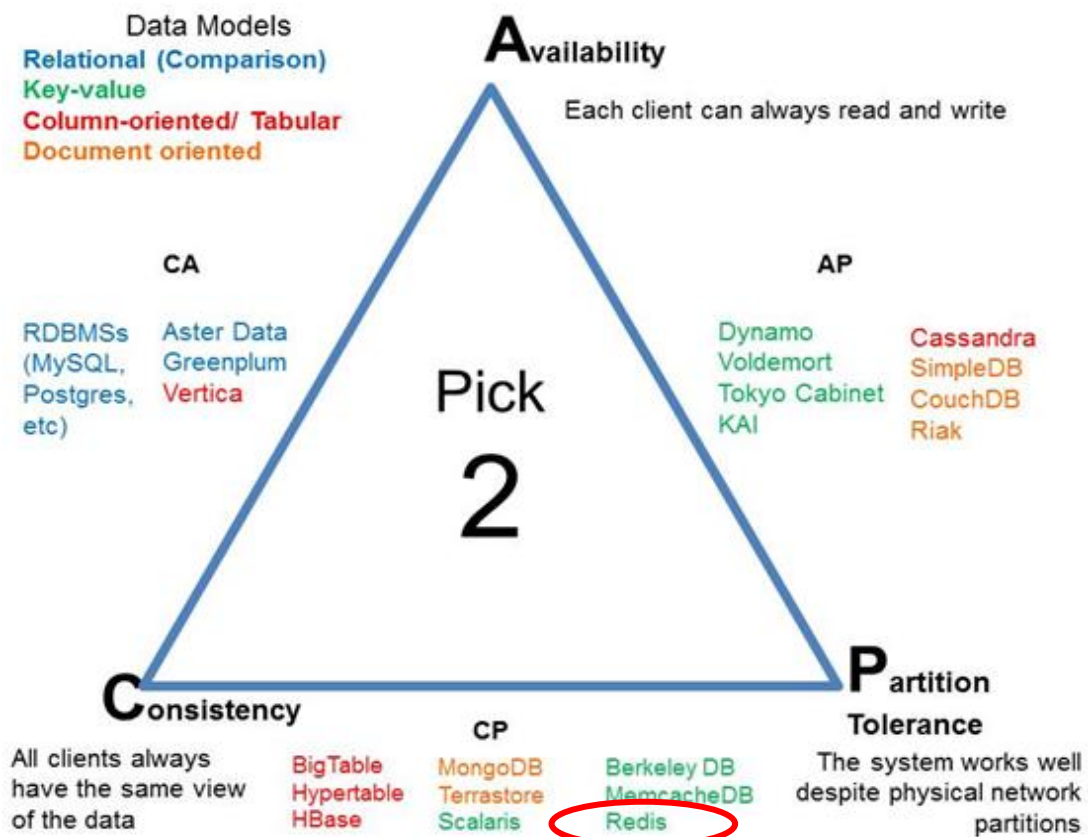 Data Models
Relational (Comparison)
Key-value
Column-oriented/ Tabular
Document oriented
Availability
Each client can always read and write
CA
RDBMSs
(MySQL,
Postgres,
etc)
Aster Data
Greenplum
Vertica
Pick
2
AP
Dynamo
Voldemort
Tokyo Cabinet
KAI
Cassandra
SimpleDB
CouchDB
Riak
Consistency
All clients always
have the same view
of the data
CP
BigTable
Hypertable
HBase
MongoDB
Terrastore
Scalaris
Berkeley DB
MemcacheDB
Redis
Partition
Tolerance
The system works well
despite physical network
partitions